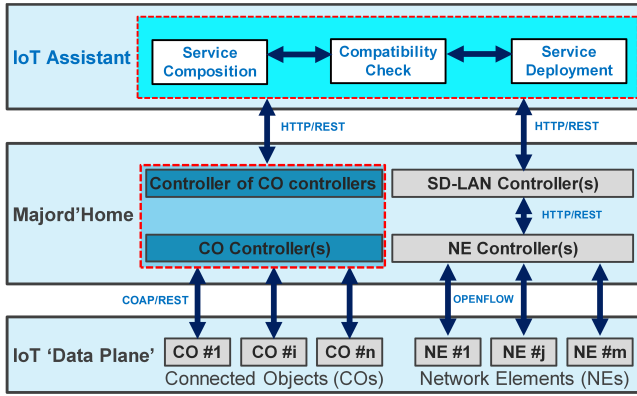 IoT Assistant
Service
Composition
Compatibility
Check
Service
Deployment
HTTP/REST
HTTP/REST
Majord'Home
Controller of CO controllers
SD-LAN Controller(s)
HTTP/REST
CO Controller(s)
NE Controller(s)
COAP/REST
OPENFLOW
IoT ‘Data Plane’
CO #1
CO #i
CO #n
NE #1
NE #j
NE #m
Connected Objects (COs)
Network Elements (NEs)